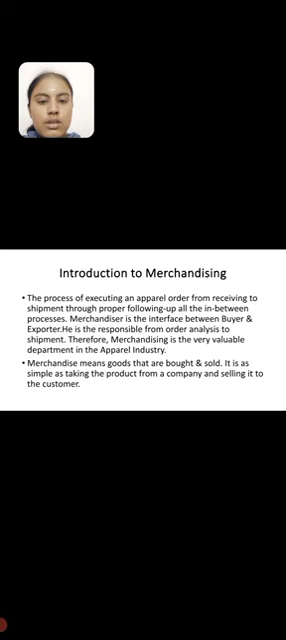 Introduction to Merchandising
• The process of executing an apparel order from receiving to
shipment through proper following-up all the in-between
processes. Merchandiser is the interface between Buyer &
Exporter.He is the responsible from order analysis to
shipment. Therefore, Merchandising is the very valuable
department in the Apparel Industry.
• Merchandise means goods that are bought & sold. It is as
simple as taking the product from a company and selling it to
the customer.